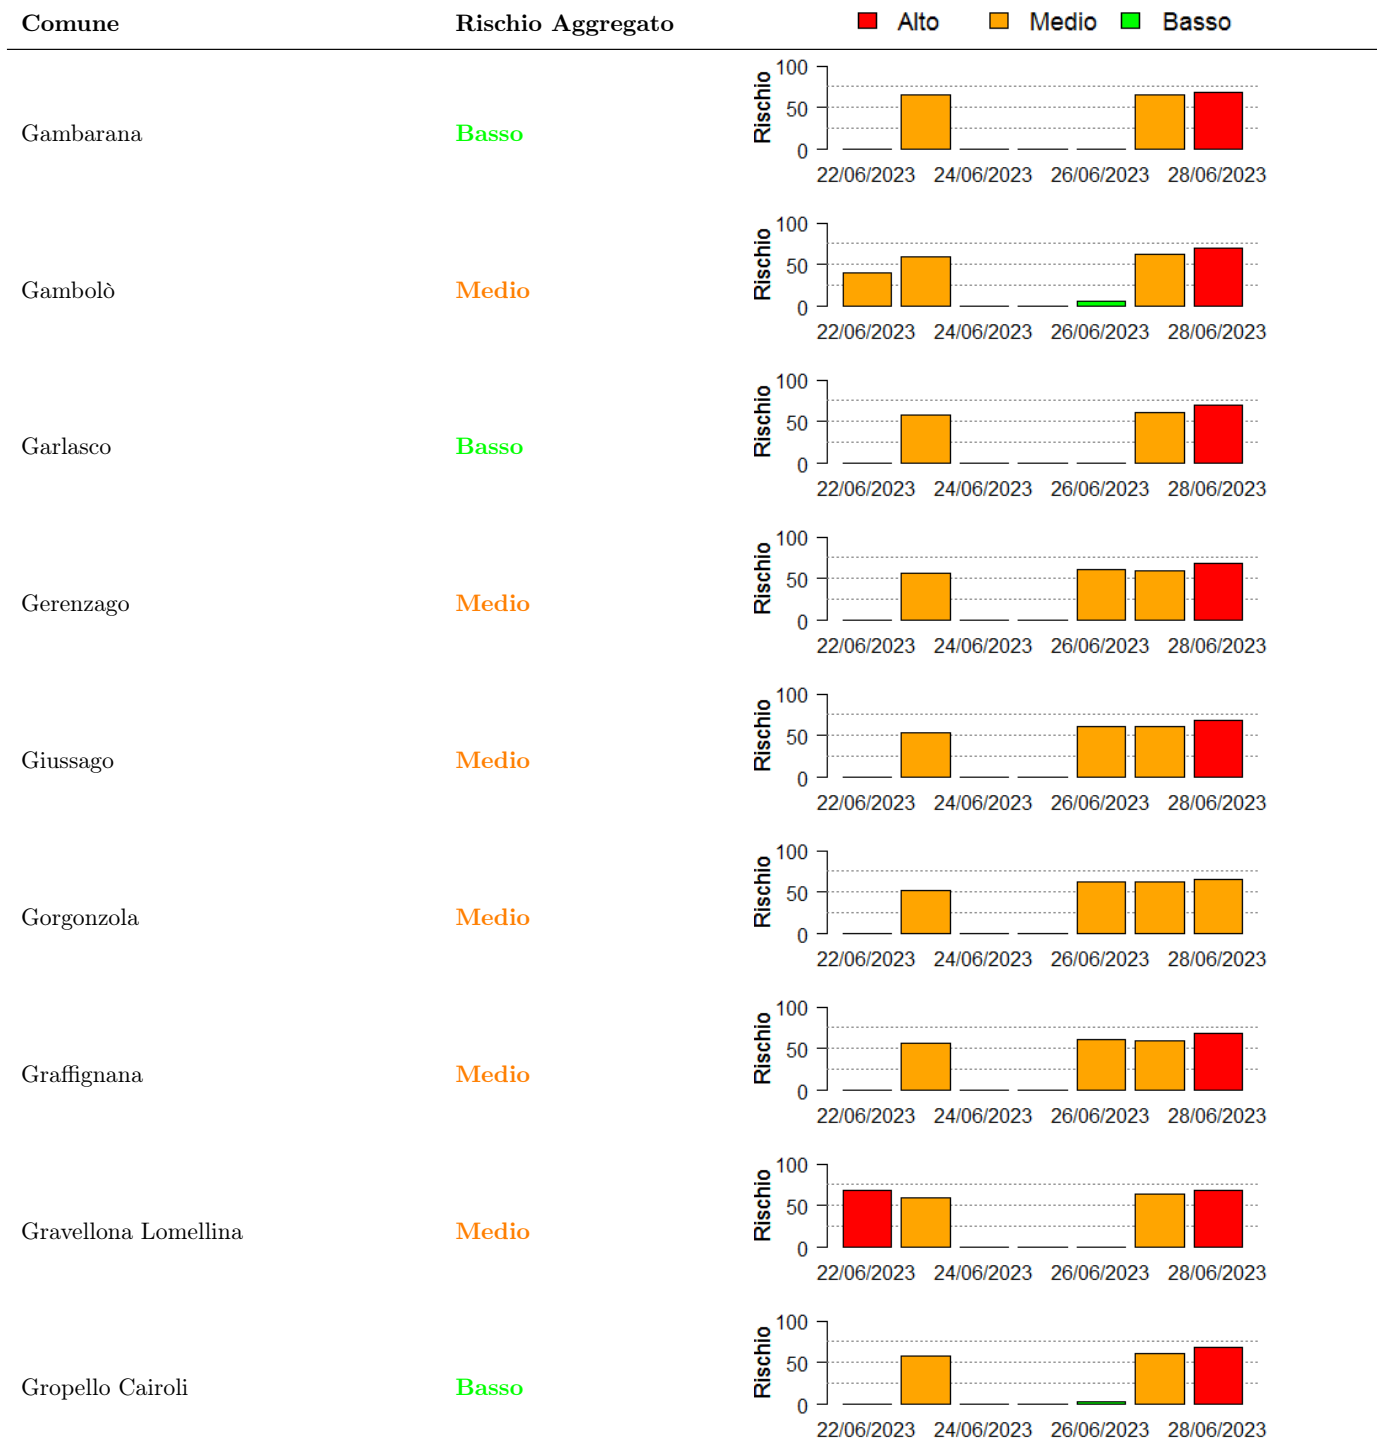 Comune Rischio Aggregato Alto Medio Basso
Gambarana Basso Rischio 100 50 0
22/06/2023 24/06/2023 26/06/2023 28/06/2023
Gambolò Medio Rischio 100 50 0
22/06/2023 24/06/2023 26/06/2023 28/06/2023
Garlasco Basso Rischio 100 50 0
22/06/2023 24/06/2023 26/06/2023 28/06/2023
Gerenzago Medio Rischio 100 50 0
22/06/2023 24/06/2023 26/06/2023 28/06/2023
Giussago Medio Rischio 100 50 0
22/06/2023 24/06/2023 26/06/2023 28/06/2023
Gorgonzola Medio Rischio 100 50 0
22/06/2023 24/06/2023 26/06/2023 28/06/2023
Graffignana Medio Rischio 100 50 0
22/06/2023 24/06/2023 26/06/2023 28/06/2023
Gravellona Lomellina Medio Rischio 100 50 0
22/06/2023 24/06/2023 26/06/2023 28/06/2023
Gropello Cairoli Basso Rischio 100 50 0
22/06/2023 24/06/2023 26/06/2023 28/06/2023